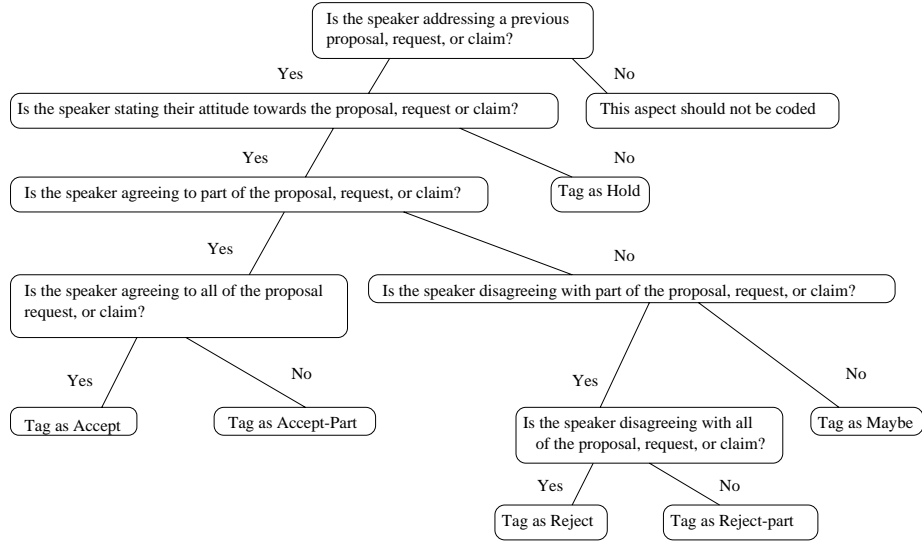 Is the speaker addressing a previous
proposal, request, or claim?
Yes
No
Is the speaker stating their attitude towards the proposal, request or claim?
This aspect should not be coded
Yes
No
Is the speaker agreeing to part of the proposal, request, or claim?
Tag as Hold
Yes
No
Is the speaker agreeing to all of the proposal
request, or claim?
Is the speaker disagreeing with part of the proposal, request, or claim?
Yes
No
Yes
No
Tag as Accept
Tag as Accept-Part
Is the speaker disagreeing with all
of the proposal, request, or claim?
Tag as Maybe
Yes
No
Tag as Reject
Tag as Reject-part